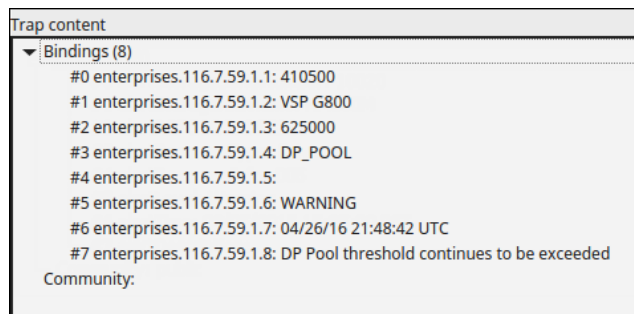 Trap content
Bindings (8)
#0 enterprises.116.7.59.1.1: 410500
#1 enterprises.116.7.59.1.2: VSP G800
#2 enterprises.116.7.59.1.3: 625000
#3 enterprises.116.7.59.1.4: DP_POOL
#4 enterprises.116.7.59.1.5:
#5 enterprises.116.7.59.1.6: WARNING
#6 enterprises.116.7.59.1.7: 04/26/16 21:48:42 UTC
#7 enterprises.116.7.59.1.8: DP Pool threshold continues to be exceeded
Community: